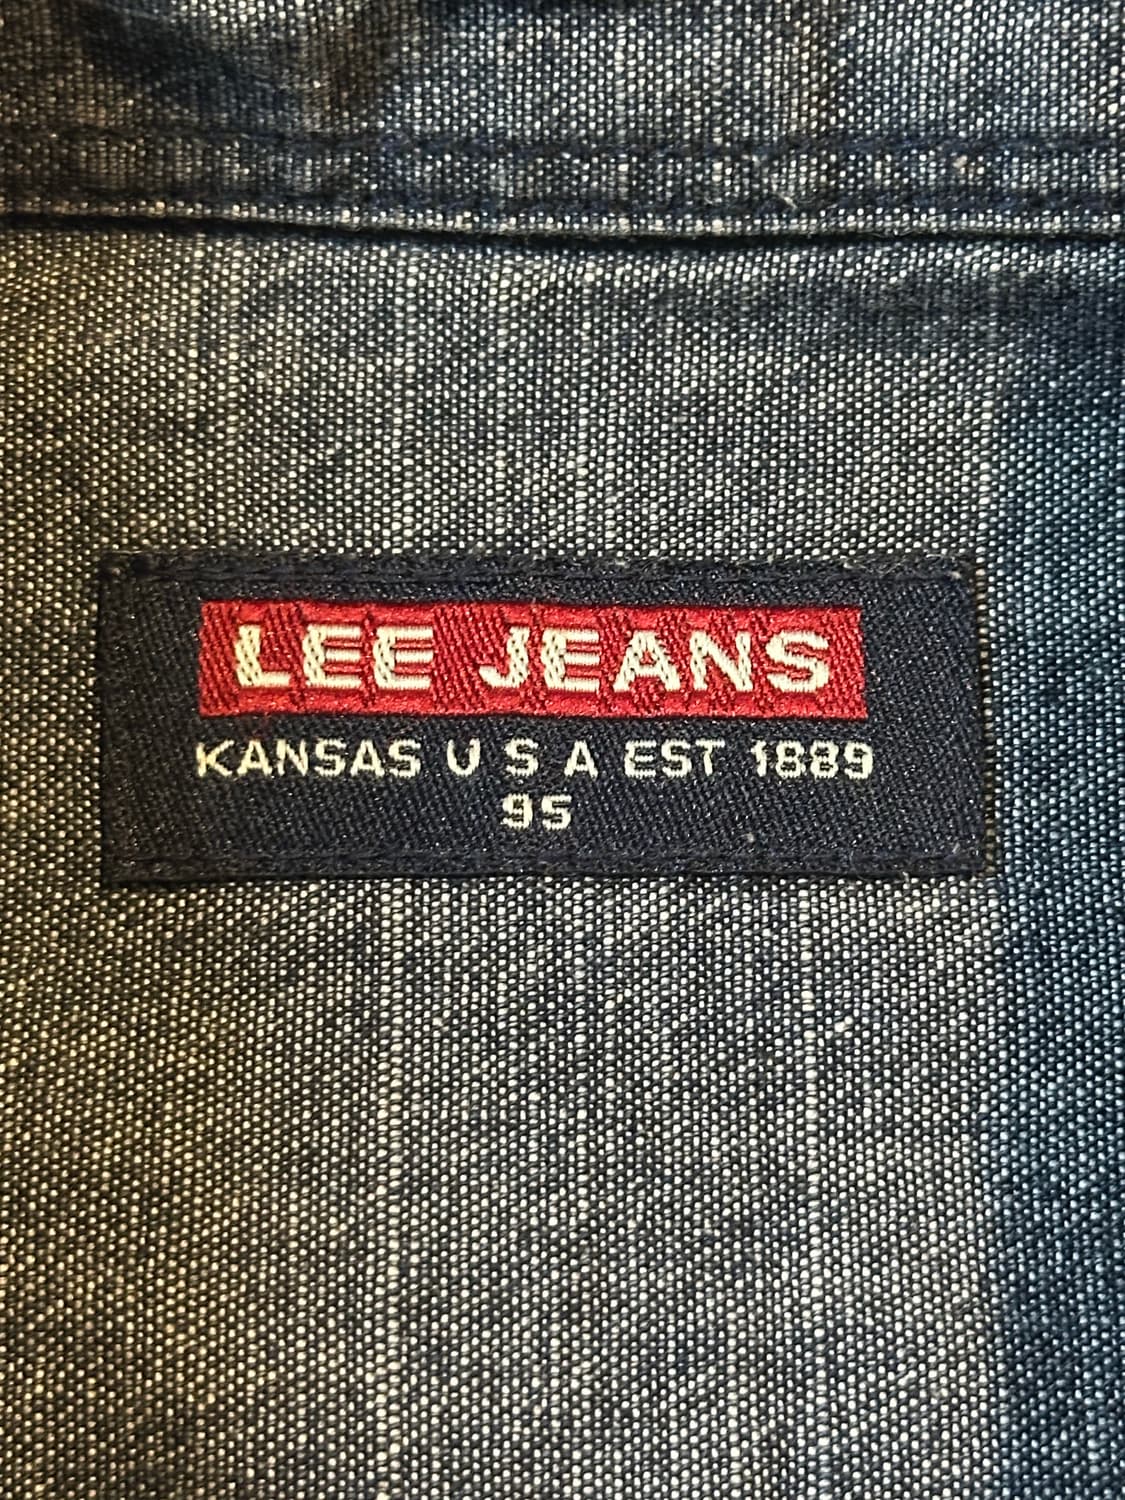 LEE JEANS
KANSAS U S A EST 1889
95